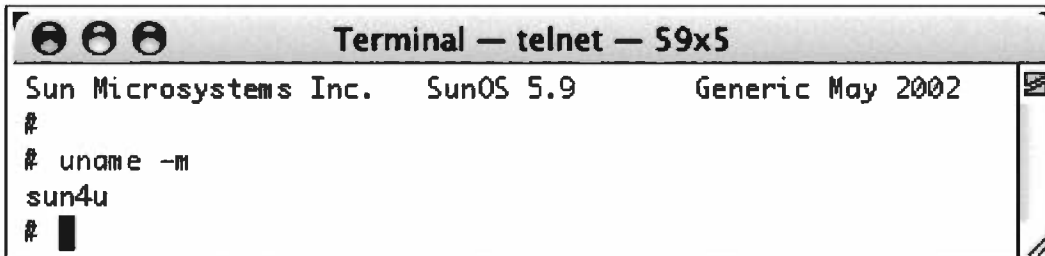 Terminal — telnet — 59x5
Sun Microsystems Inc.   SunOS 5.9       Generic May 2002
#
# uname -m
sun4u
#